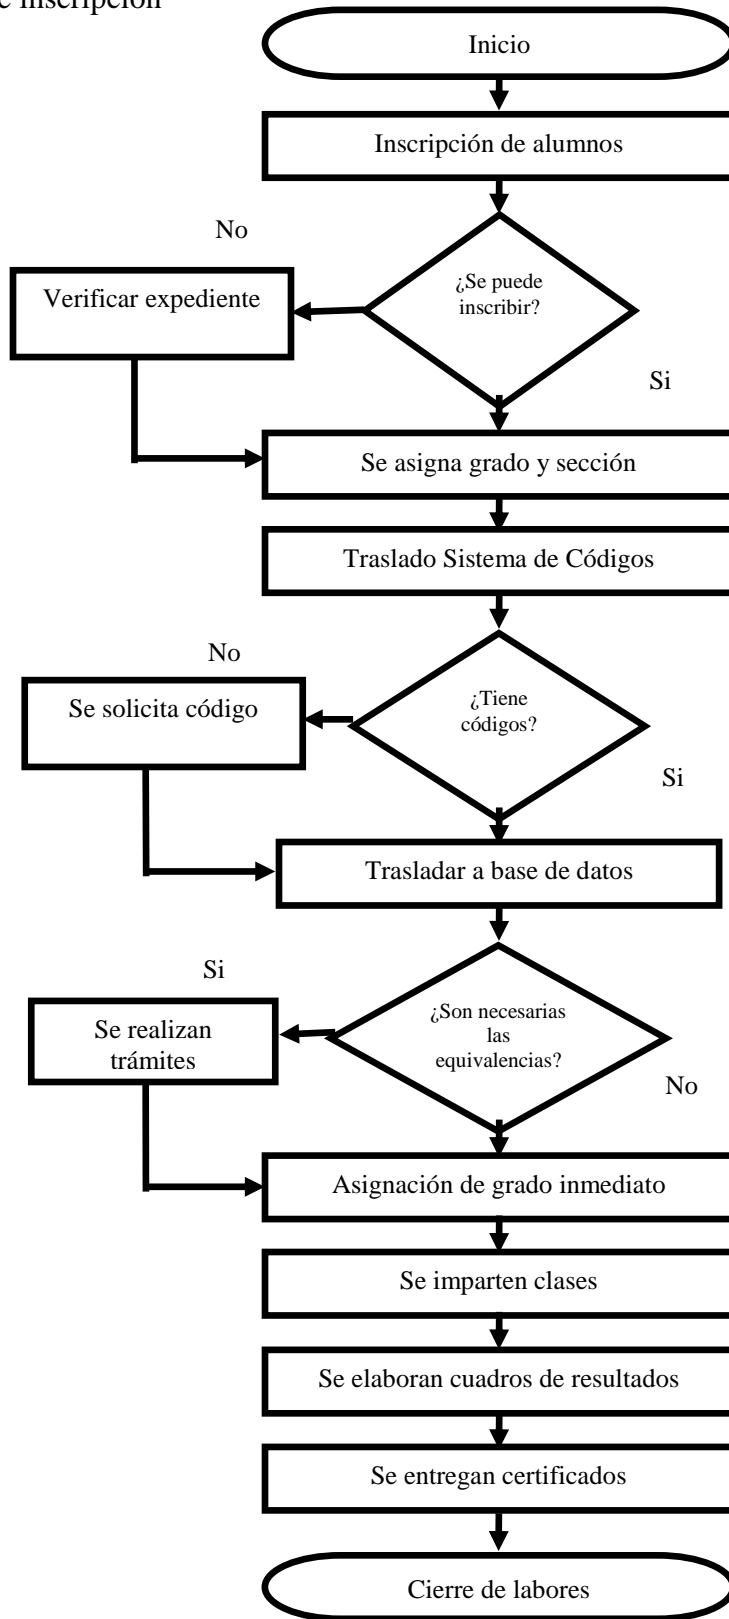 de inscripción
Inicio
Inscripción de alumnos
No
¿Se puede
inscribir?
Verificar expediente
Si
Se asigna grado y sección
Traslado Sistema de Códigos
No
¿Tiene
códigos?
Se solicita código
Si
Trasladar a base de datos
Si
¿Son necesarias
las
equivalencias?
Se realizan
trámites
No
Asignación de grado inmediato
Se imparten clases
Se elaboran cuadros de resultados
Se entregan certificados
Cierre de labores